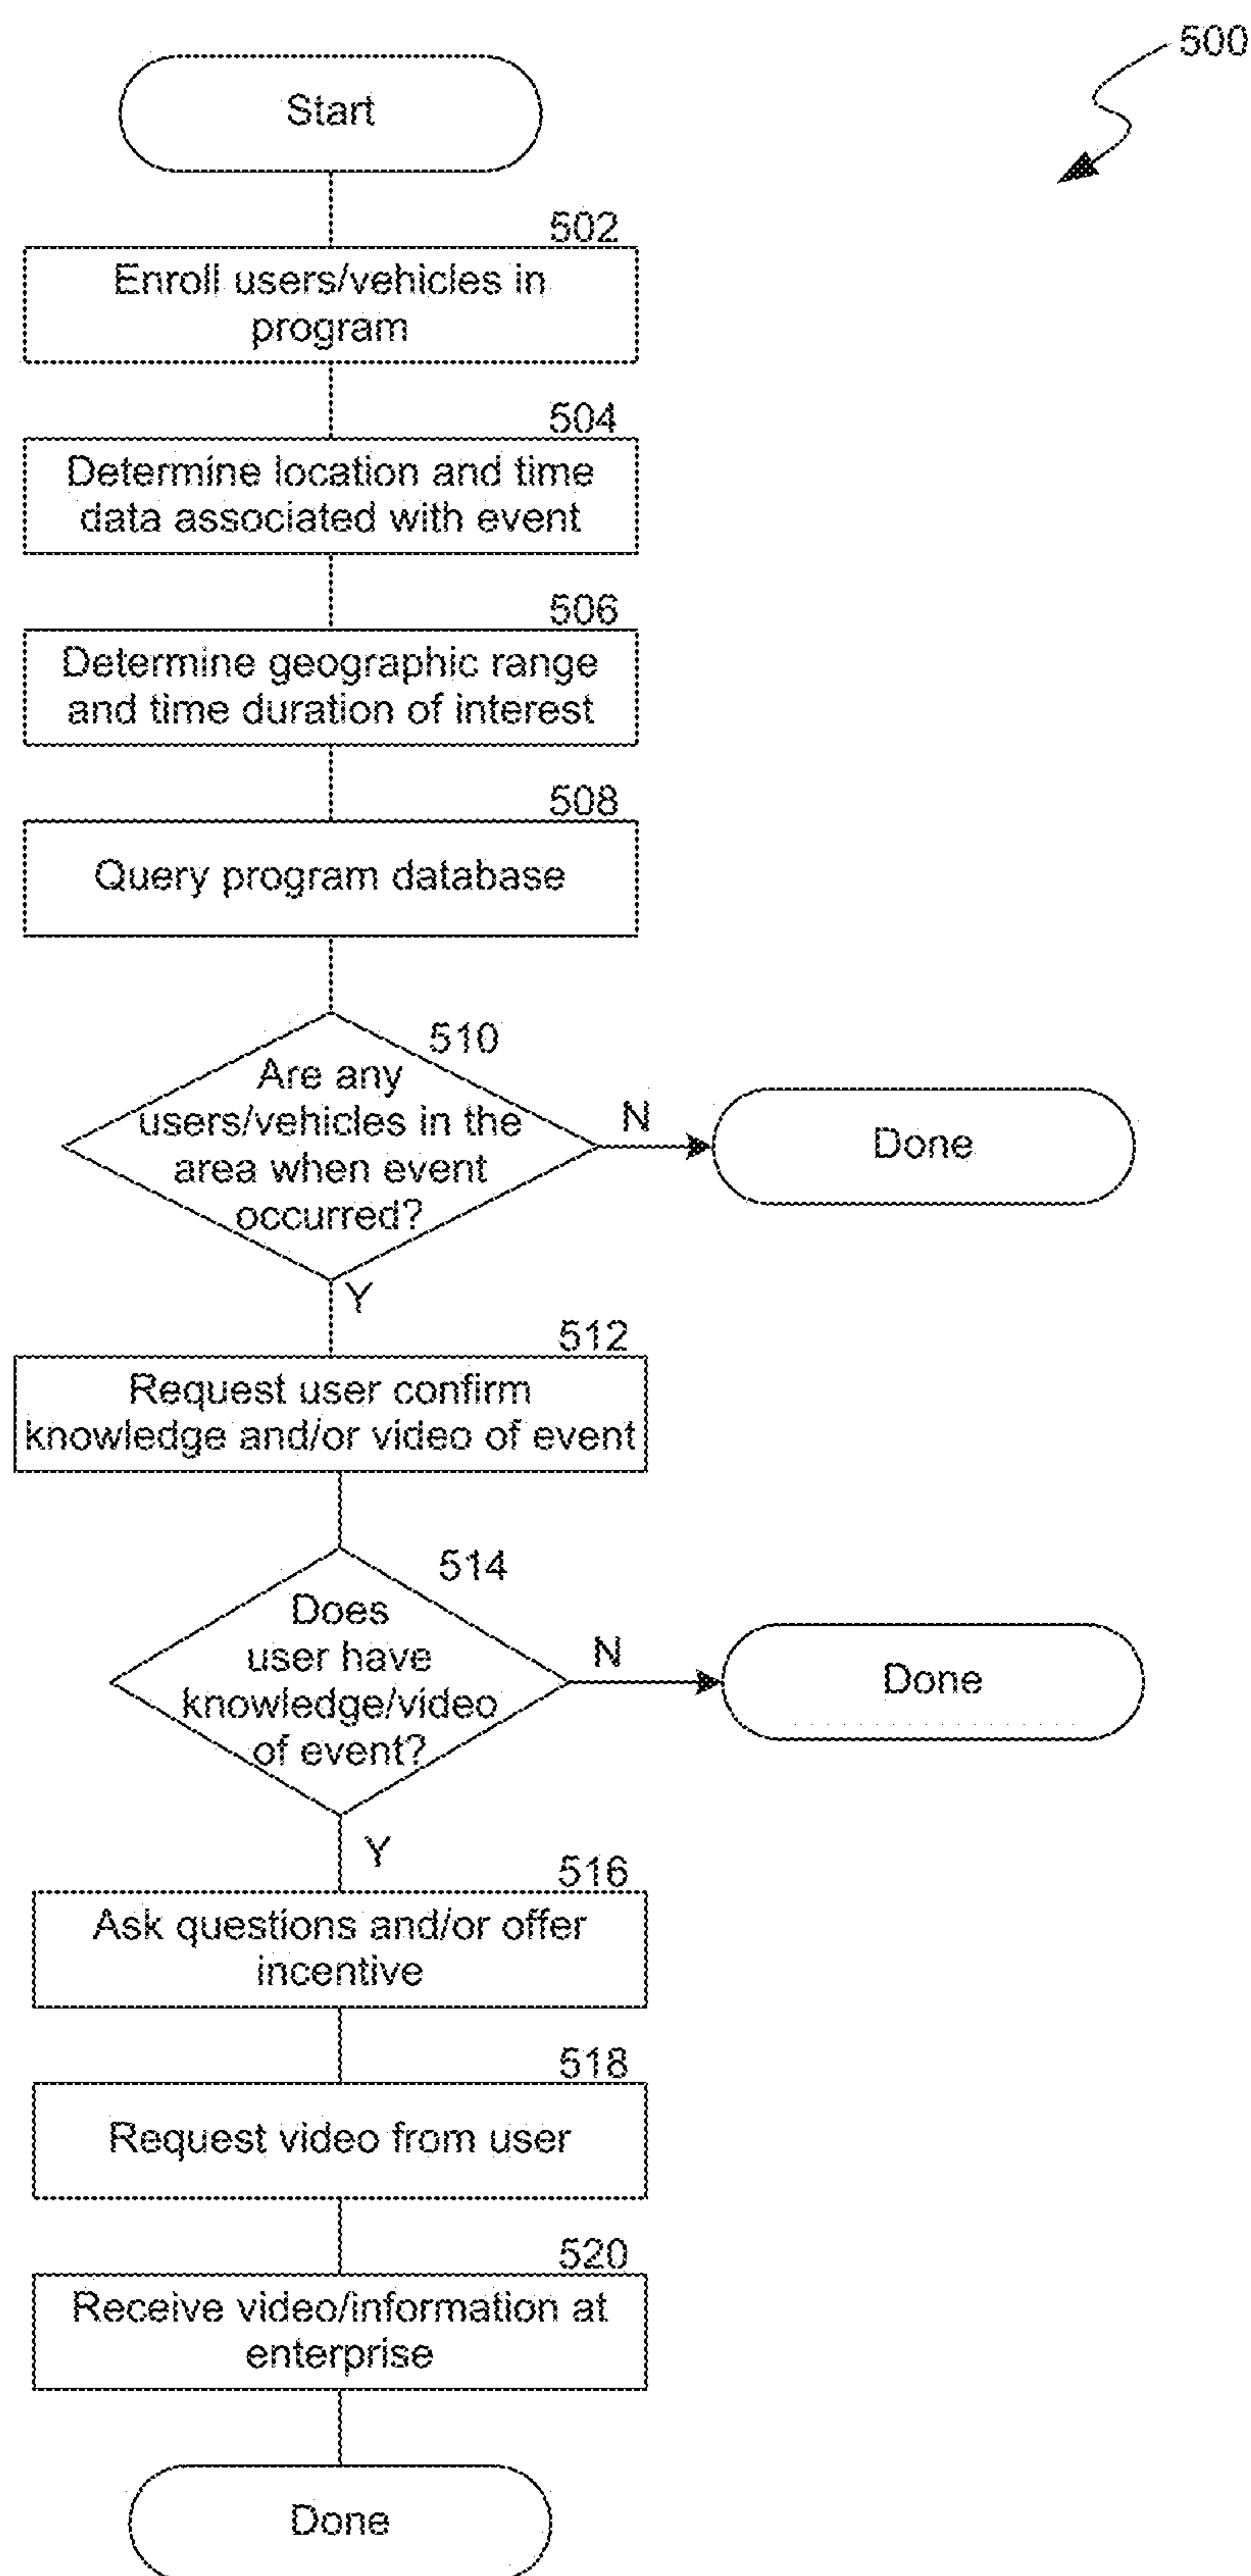 500
Start
502
Enroll users/vehicles in
program
504
Determine location and time
data associated with event
506
Determine geographic range
and time duration of interest
508
Query program database
510
Are any
users/vehicles in the
area when event
occurred?
N
Done
Y
512
Request user confirm
knowledge and/or video of event
514
Does
user have
knowledge/video
of event?
N
Done
Y
516
Ask questions and/or offer
incentive
518
Request video from user
520
Receive video/information at
enterprise
Done